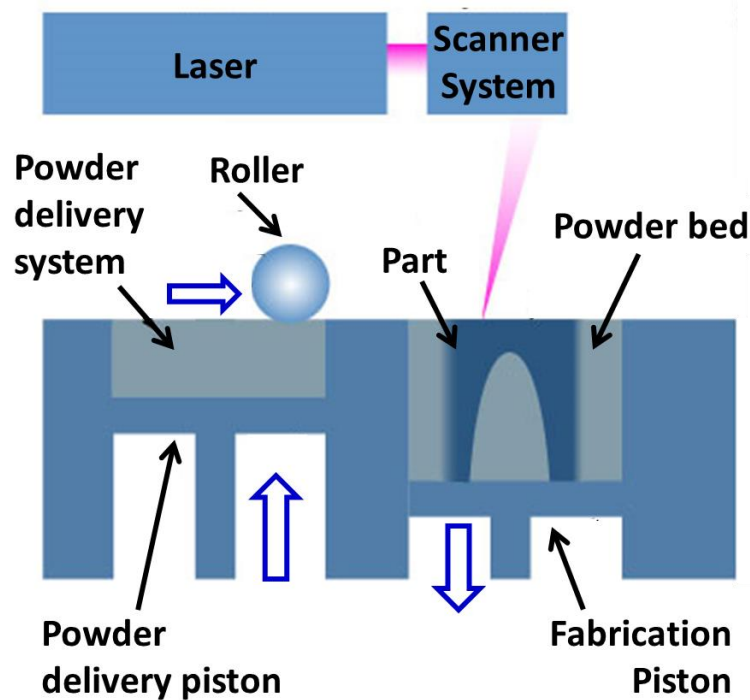 Laser
Scanner
System
Powder
delivery
system
Roller
Part
Powder bed
Powder
delivery piston
Fabrication
Piston